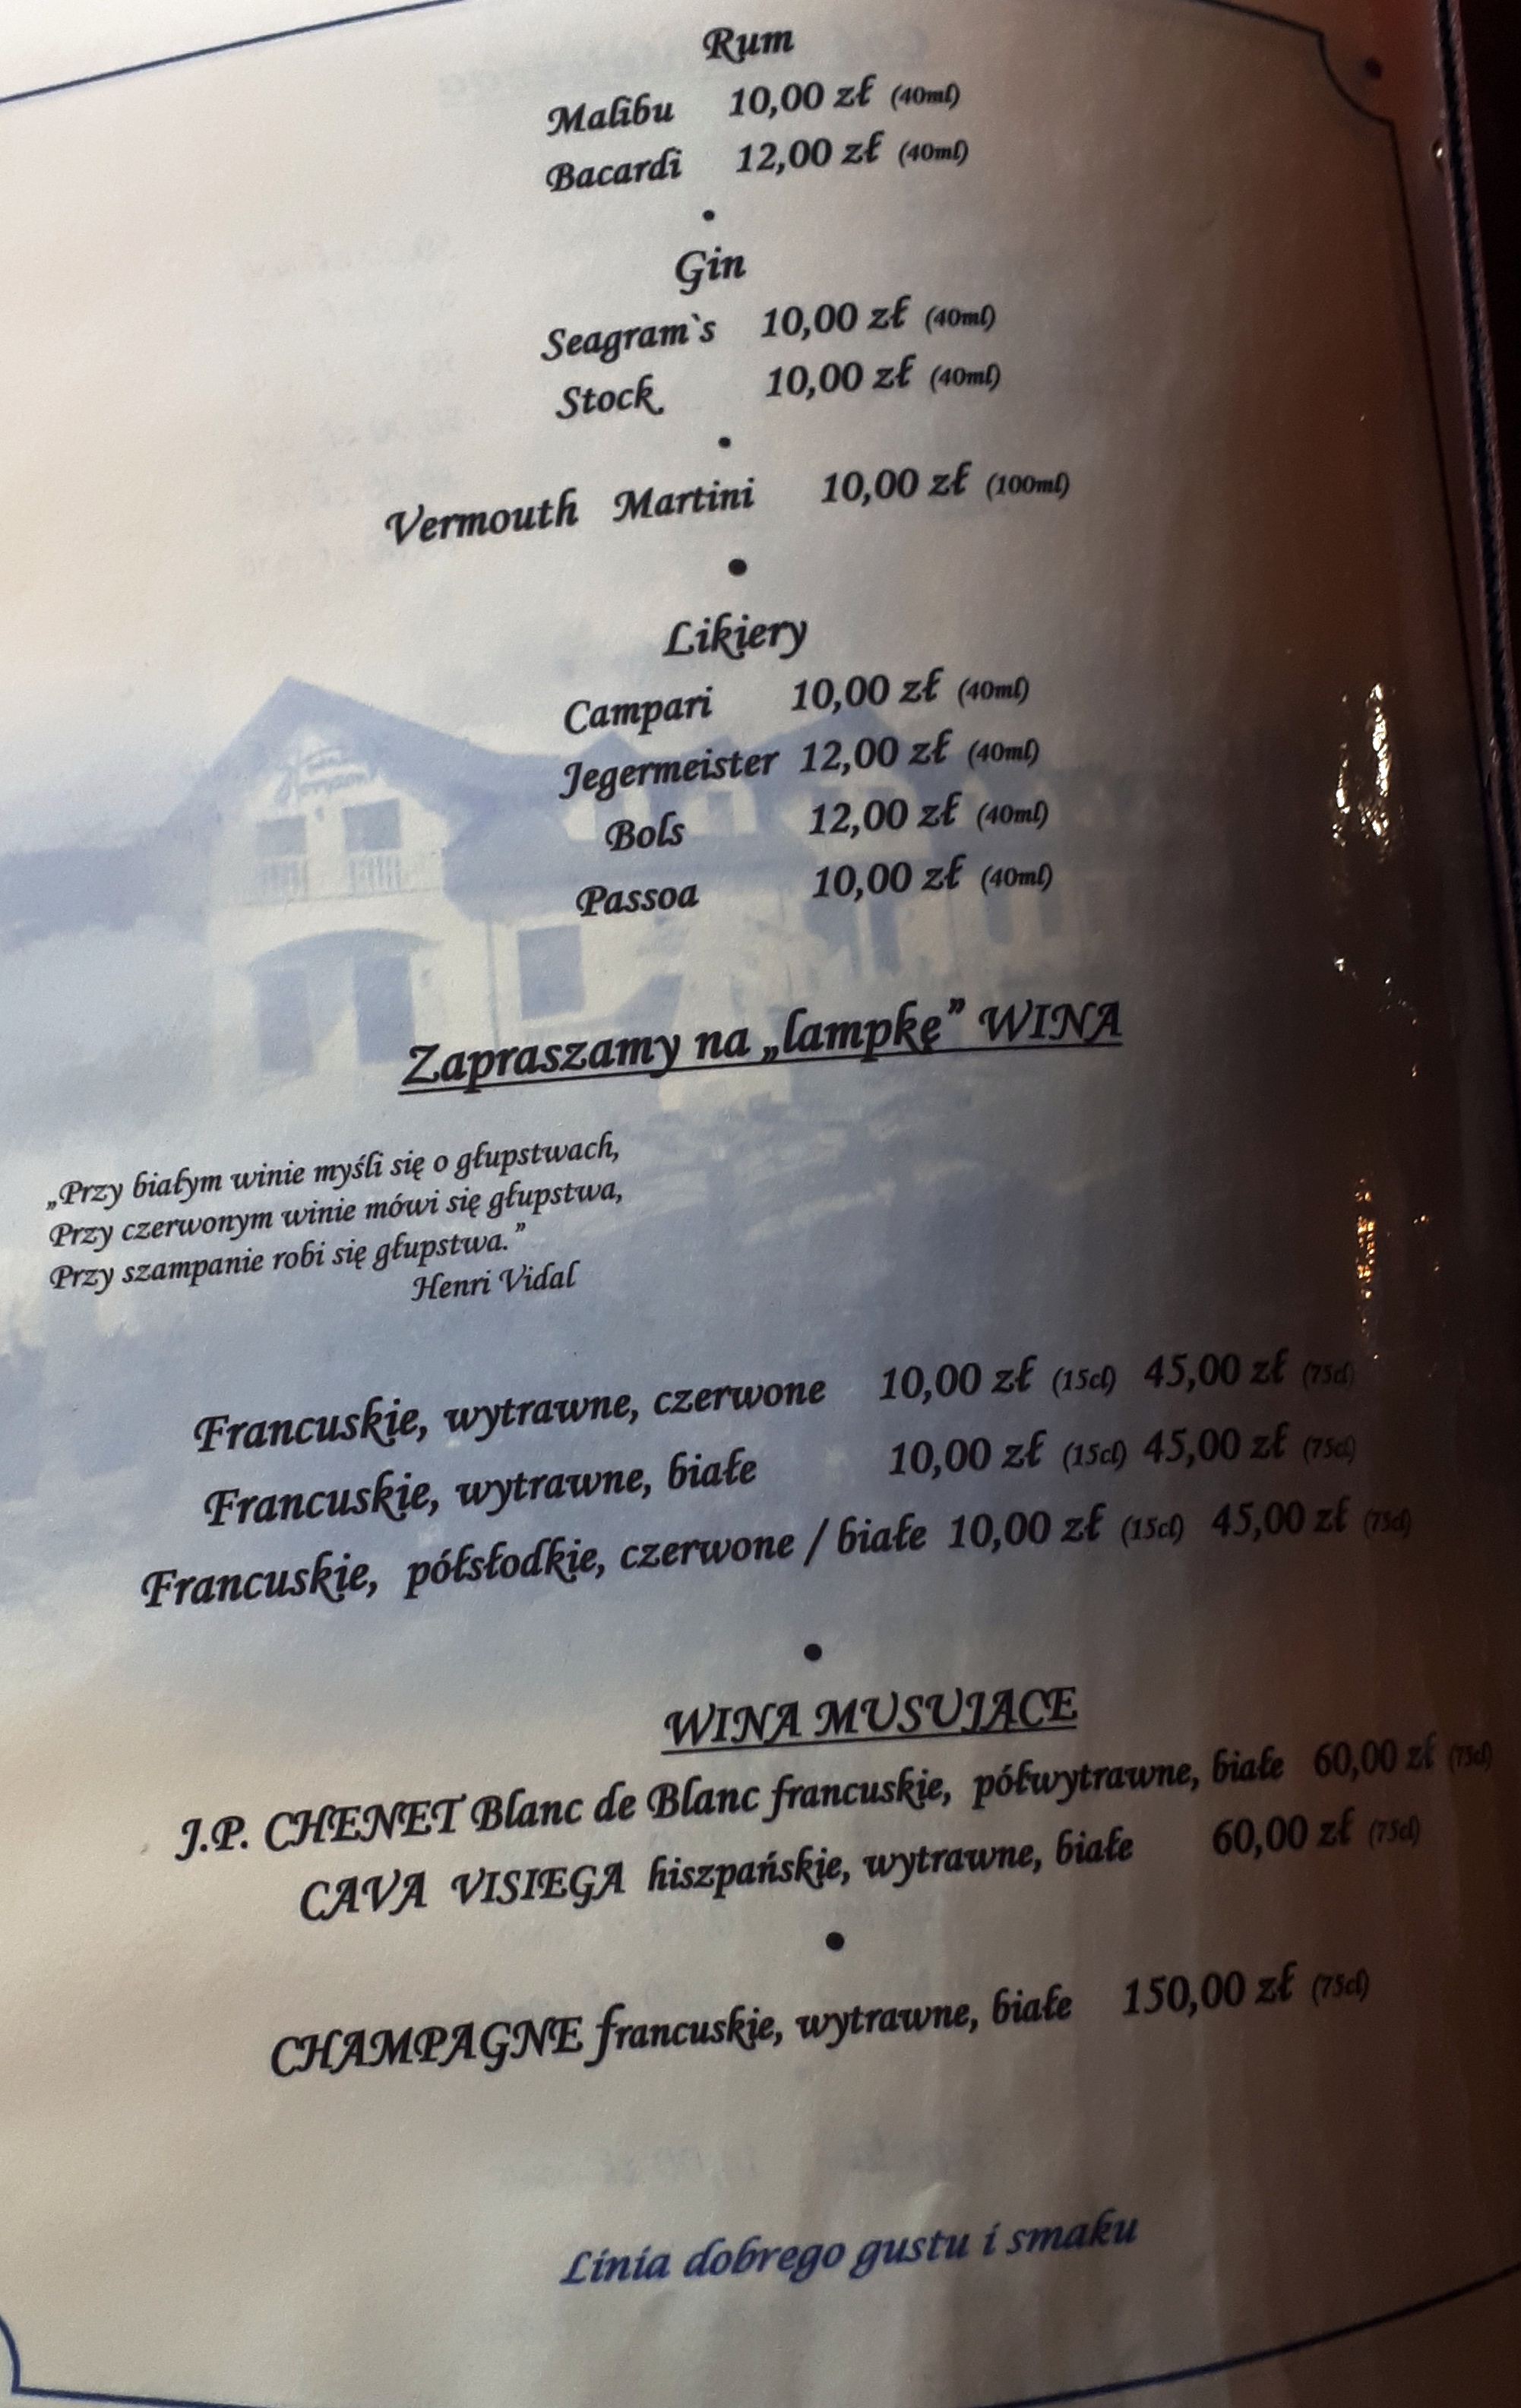 Rum
Malibu 10,00 zł (40ml)
Bacardi 12,00 zł (40ml)
•
Gin
Seagram`s 10,00 zł (40ml)
Stock 10,00 zł (40ml)
•
Vermouth Martini 10,00 zł (100ml)
•
Likiery
Campari 10,00 zł (40ml)
Jegermeister 12,00 zł (40ml)
Bols 12,00 zł (40ml)
Passoa 10,00 zł (40ml)
Zapraszamy na „lampkę” WINA
„Przy białym winie myśli się o głupstwach,
Przy czerwonym winie mówi się głupstwa,
Przy szampanie robi się głupstwa.”
Henri Vidal
Francuskie, wytrawne, czerwone 10,00 zł (15cl) 45,00 zł (75cl)
Francuskie, wytrawne, białe 10,00 zł (15cl) 45,00 zł (75cl)
Francuskie, półsłodkie, czerwone / białe 10,00 zł (15cl) 45,00 zł (75cl)
•
WINA MUSUJACE
J.P. CHENET Blanc de Blanc francuskie, półwytrawne, białe 60,00 zł (75cl)
CAVA VISIEGA hiszpańskie, wytrawne, białe 60,00 zł (75cl)
•
CHAMPAGNE francuskie, wytrawne, białe 150,00 zł (75cl)
Linia dobrego gustu i smaku